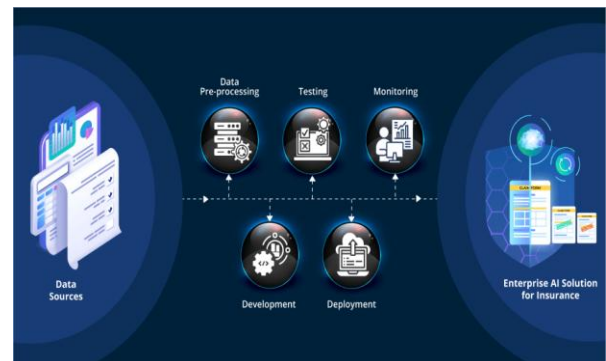 Data
Pre-processing
Testing
Monitoring
Data
Sources
Development
Deployment
Enterprise AI Solution
for Insurance